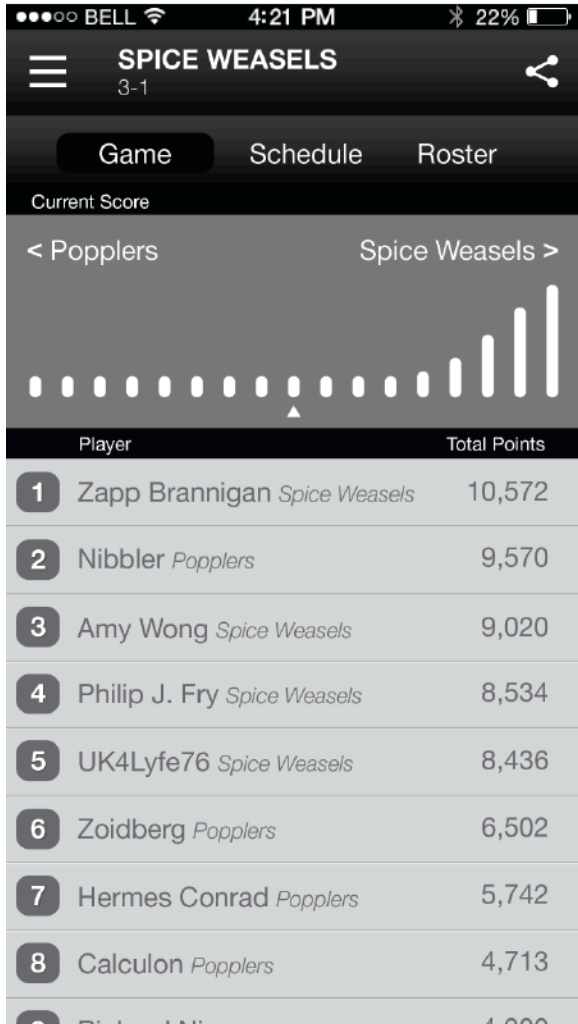 BELL 4:21 PM 22%
SPICE WEASELS
3-1
Game Schedule Roster
Current Score
< Popplers Spice Weasels >
Player Total Points
1 Zapp Brannigan Spice Weasels 10,572
2 Nibbler Popplers 9,570
3 Amy Wong Spice Weasels 9,020
4 Philip J. Fry Spice Weasels 8,534
5 UK4Lyfe76 Spice Weasels 8,436
6 Zoidberg Popplers 6,502
7 Hermes Conrad Popplers 5,742
8 Calculon Popplers 4,713